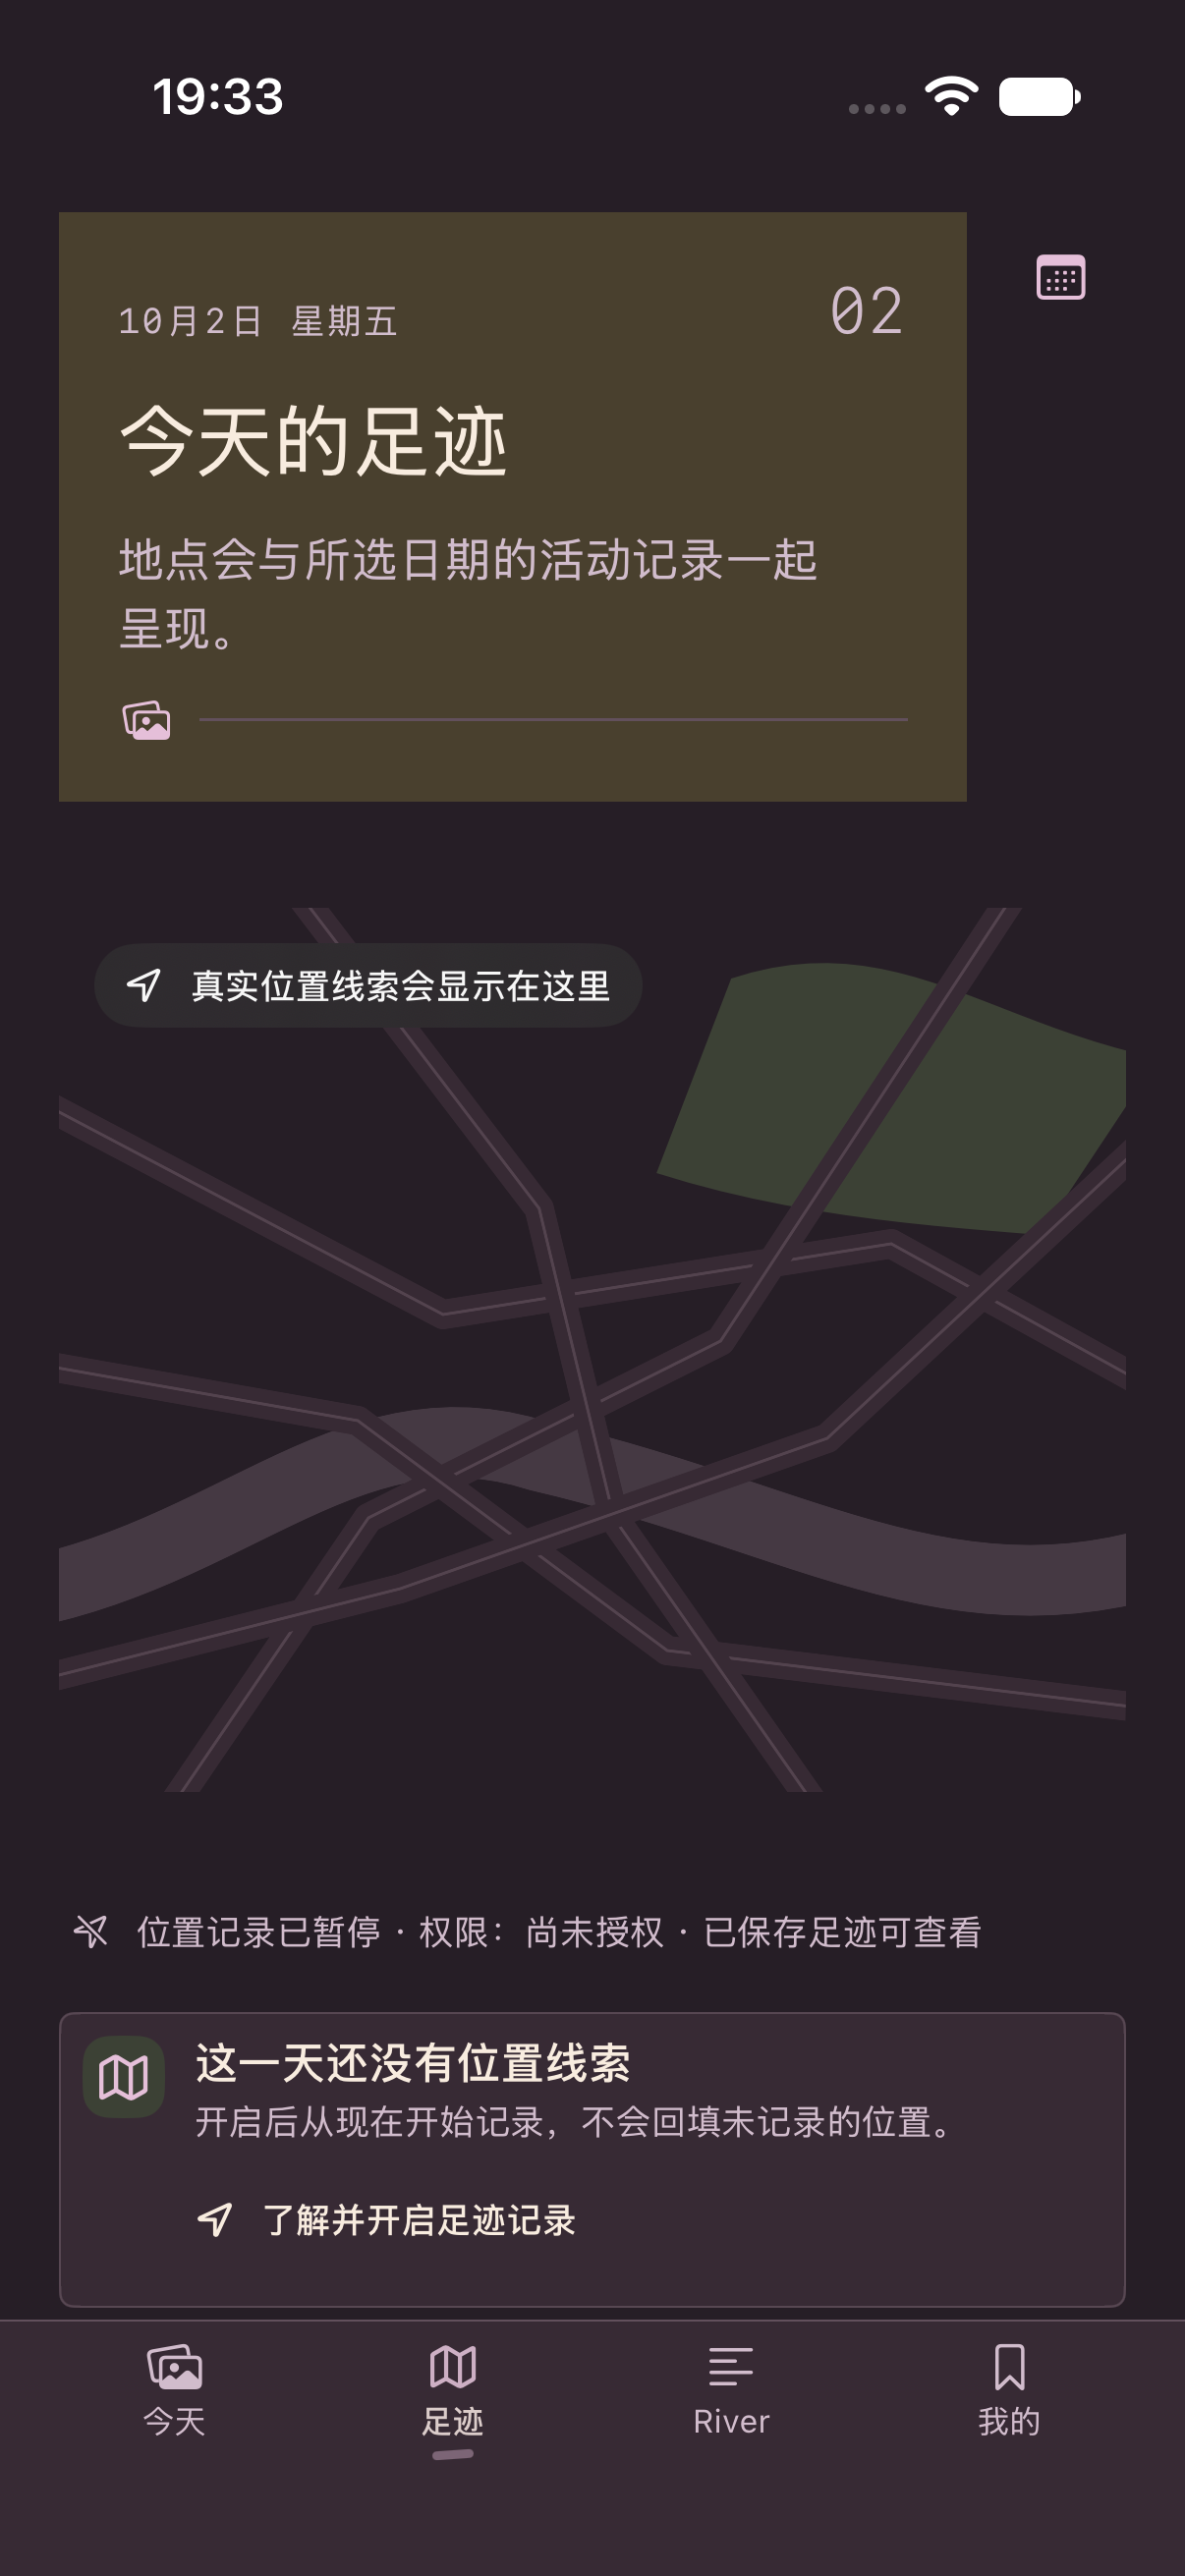 19:33
10月2日 星期五
02
今天的足迹
地点会与所选日期的活动记录一起
呈现。
真实位置线索会显示在这里
位置记录已暂停 · 权限：尚未授权 · 已保存足迹可查看
这一天还没有位置线索
开启后从现在开始记录，不会回填未记录的位置。
了解并开启足迹记录
今天
足迹
River
我的